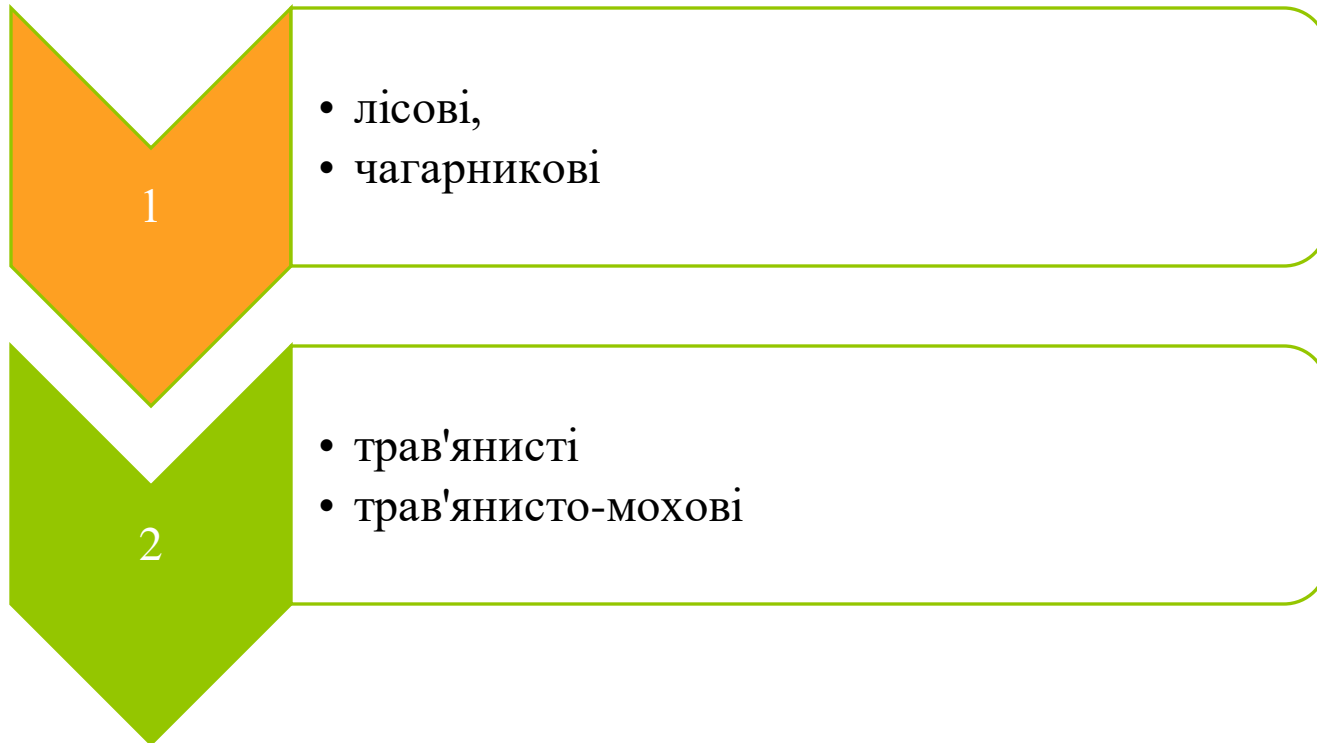 1
• лісові,
• чагарникові
2
• трав'янисті
• трав'янисто-мохові